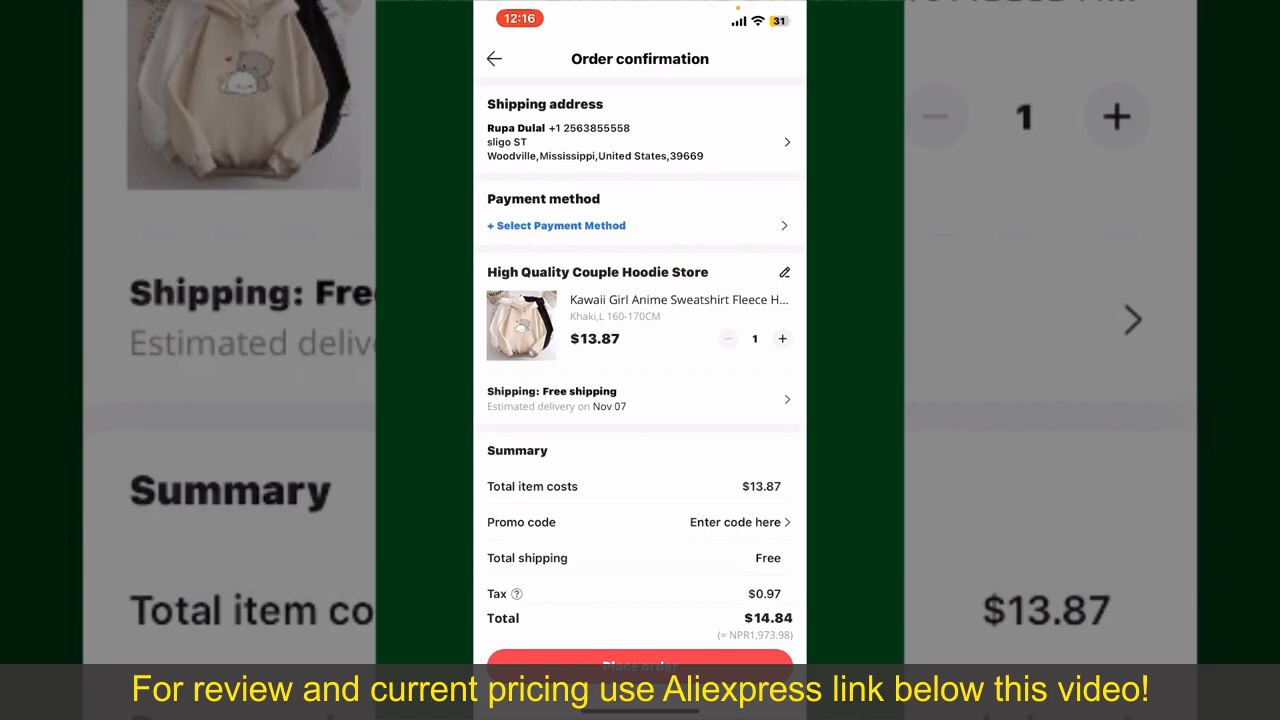 12:16
31
Order confirmation
Shipping address
Rupa Dulal +1 2563855558
sligo ST
Woodville,Mississippi,United States,39669
Payment method
+ Select Payment Method
High Quality Couple Hoodie Store
Kawaii Girl Anime Sweatshirt Fleece H...
Khaki,L 160-170CM
$13.87
− 1 +
Shipping: Free shipping
Estimated delivery on Nov 07
Summary
Total item costs $13.87
Promo code Enter code here
Total shipping Free
Tax ? $0.97
Total $14.84
(≈ NPR1,973.98)
Place order
− 1 +
Shipping: Fre
Estimated deliv
Summary
Total item co
$13.87
For review and current pricing use Aliexpress link below this video!